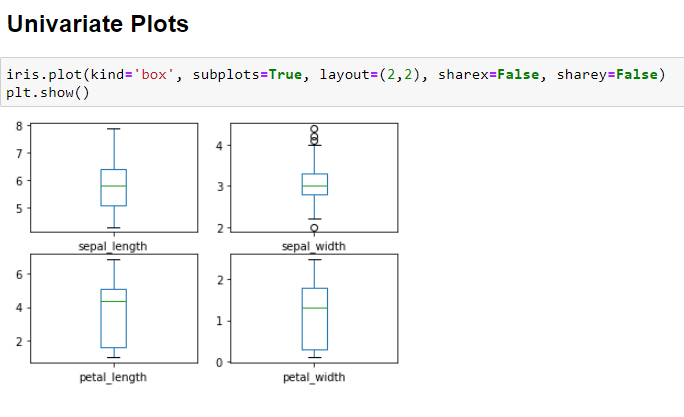 Univariate Plots
iris.plot(kind='box', subplots=True, layout=(2,2), sharex=False, sharey=False)
plt.show()
8
7
6
5
sepal_length
4
3
2
sepal_width
6
4
2
petal_length
2
1
0
petal_width